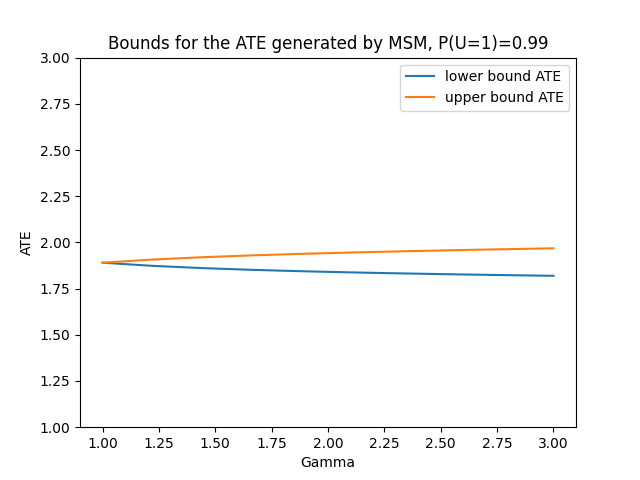 Bounds for the ATE generated by MSM, P(U=1)=0.99
3.00
2.75
2.50
2.25
2.00
1.75
1.50
1.25
1.00
ATE
lower bound ATE
upper bound ATE
1.00 1.25 1.50 1.75 2.00 2.25 2.50 2.75 3.00
Gamma